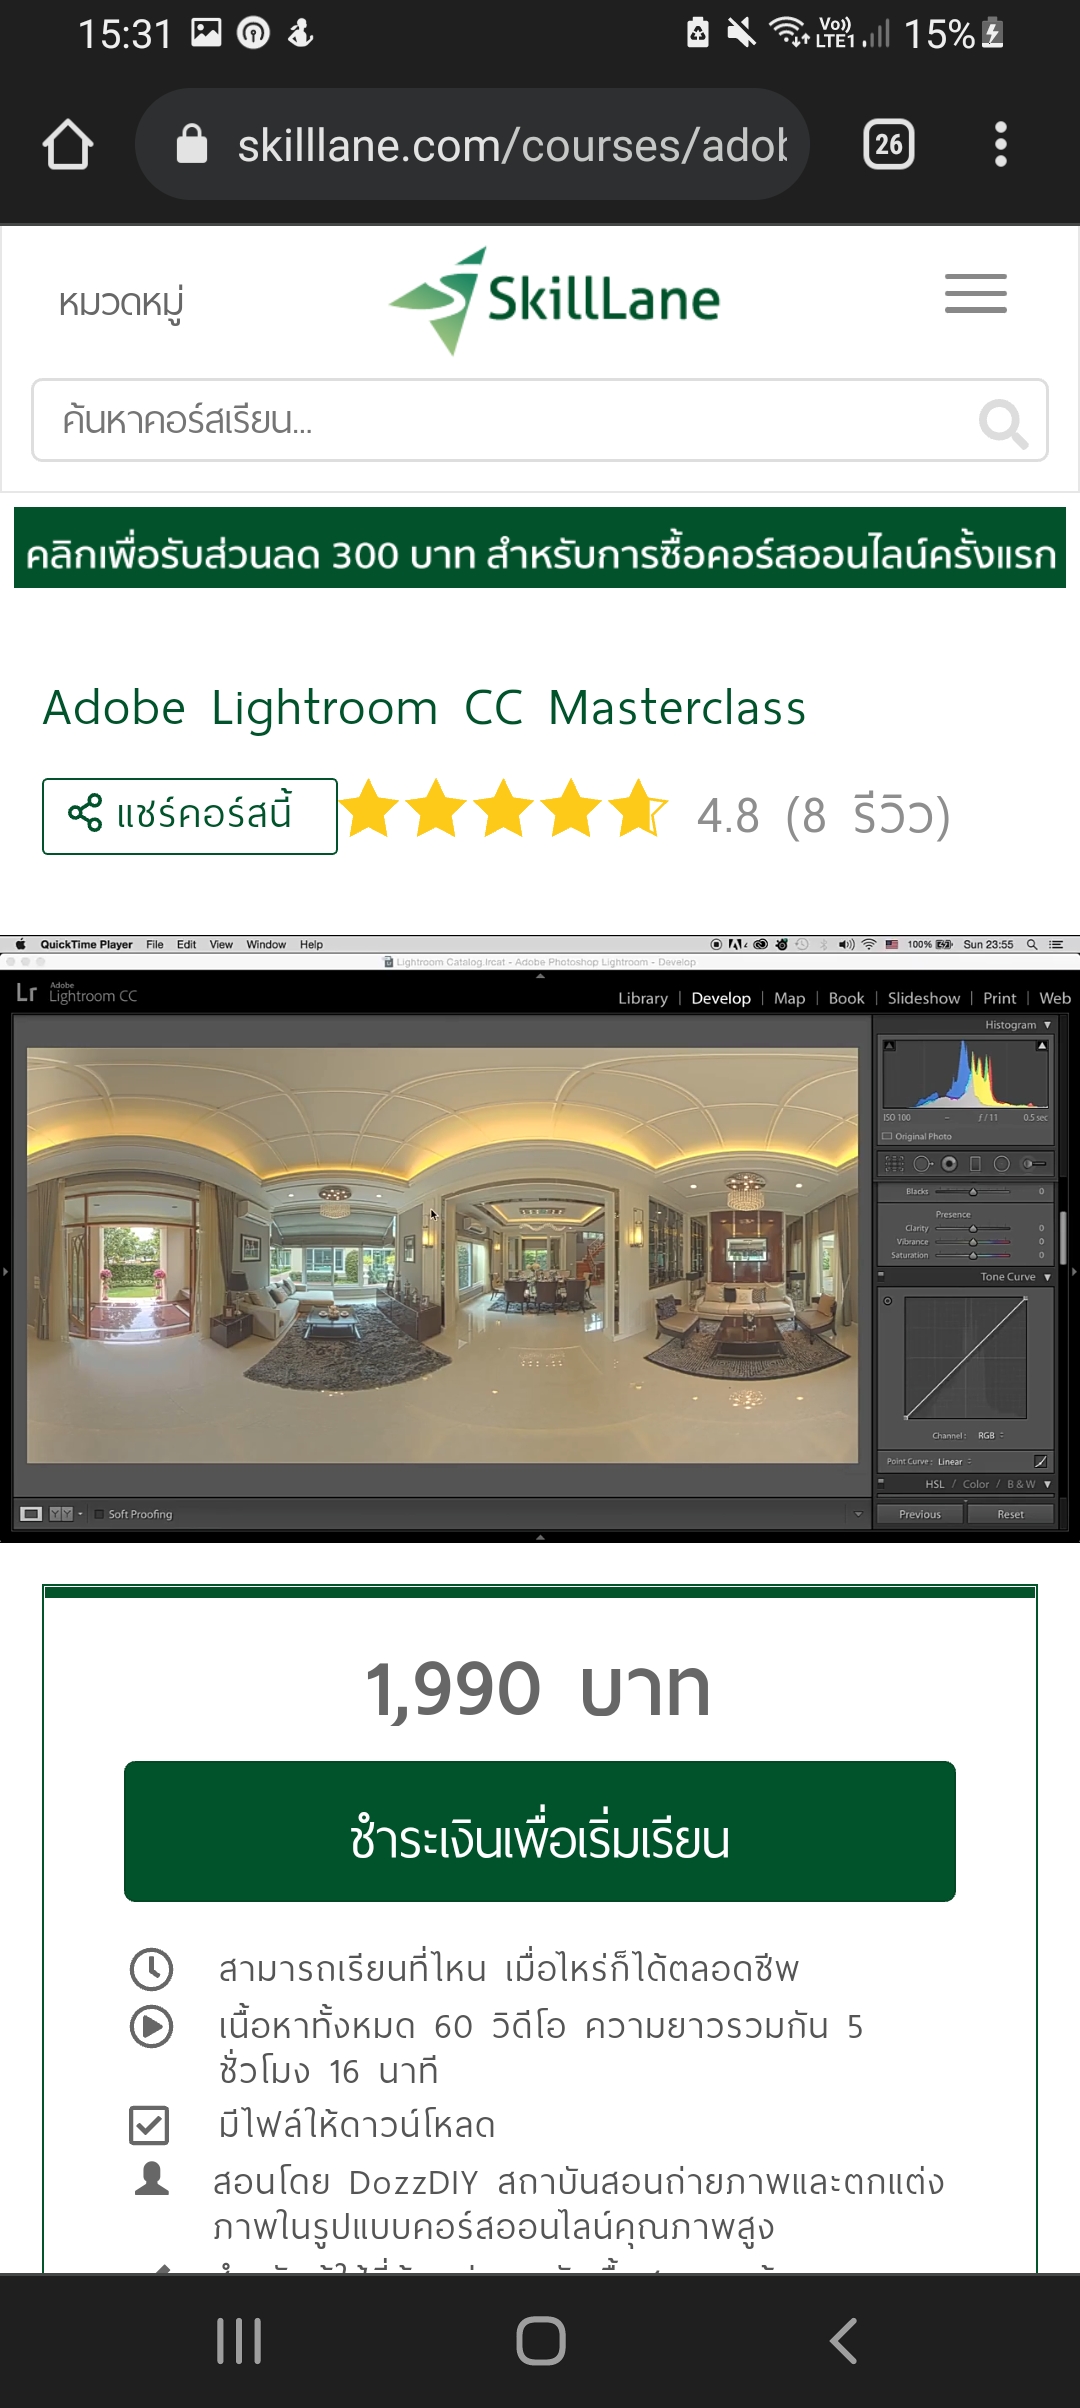 15:31
Vo)) LTE1 15%
skilllane.com/courses/adob
26
หมวดหมู่
SkillLane
ค้นหาคอร์สเรียน...
คลิกเพื่อรับส่วนลด 300 บาท สำหรับการซื้อคอร์สออนไลน์ครั้งแรก
Adobe Lightroom CC Masterclass
แชร์คอร์สนี้ 4.8 (8 รีวิว)
QuickTime Player File Edit View Window Help 100% Sun 23:55
Lightroom Catalog.lrcat - Adobe Photoshop Lightroom - Develop
Lr Adobe Lightroom CC
Library | Develop | Map | Book | Slideshow | Print | Web
Histogram
ISO 100 - f/11 0.5 sec
Original Photo
Blacks 0
Presence
Clarity 0
Vibrance 0
Saturation 0
Tone Curve
Channel: RGB
Point Curve: Linear
HSL / Color / B & W
YY Soft Proofing Previous Reset
1,990 บาท
ชำระเงินเพื่อเริ่มเรียน
สามารถเรียนที่ไหน เมื่อไหร่ก็ได้ตลอดชีพ
เนื้อหาทั้งหมด 60 วิดีโอ ความยาวรวมกัน 5
ชั่วโมง 16 นาที
มีไฟล์ให้ดาวน์โหลด
สอนโดย DozzDIY สถาบันสอนถ่ายภาพและตกแต่ง
ภาพในรูปแบบคอร์สออนไลน์คุณภาพสูง